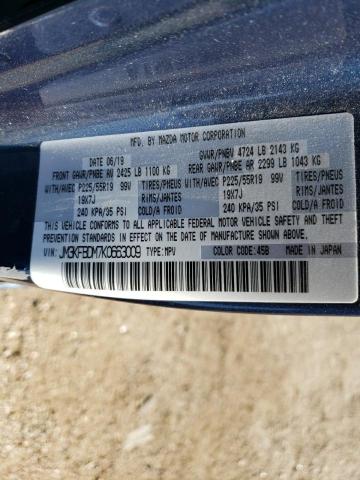 MFD. BY MAZDA MOTOR CORPORATION
DATE 06/19 GVWR/PNBV 4724 LB 2143 KG
FRONT GAWR/PNBE AV 2425 LB 1100 KG REAR GAWR/PNBE AR 2299 LB 1043 KG
WITH/AVEC P225/55R19 99V TIRES/PNEUS WITH/AVEC P225/55R19 99V TIRES/PNEUS
19X7J RIMS/JANTES 19X7J RIMS/JANTES
240 KPA/35 PSI COLD/A FROID 240 KPA/35 PSI COLD/A FROID
THIS VEHICLE CONFORMS TO ALL APPLICABLE FEDERAL MOTOR VEHICLE SAFETY, BUMPER, AND THEFT
PREVENTION STANDARDS IN EFFECT ON THE DATE OF MANUFACTURE SHOWN ABOVE.
VIN: JM3KFBDM7K0663009 TYPE:MPV COLOR CODE:45B MADE IN JAPAN